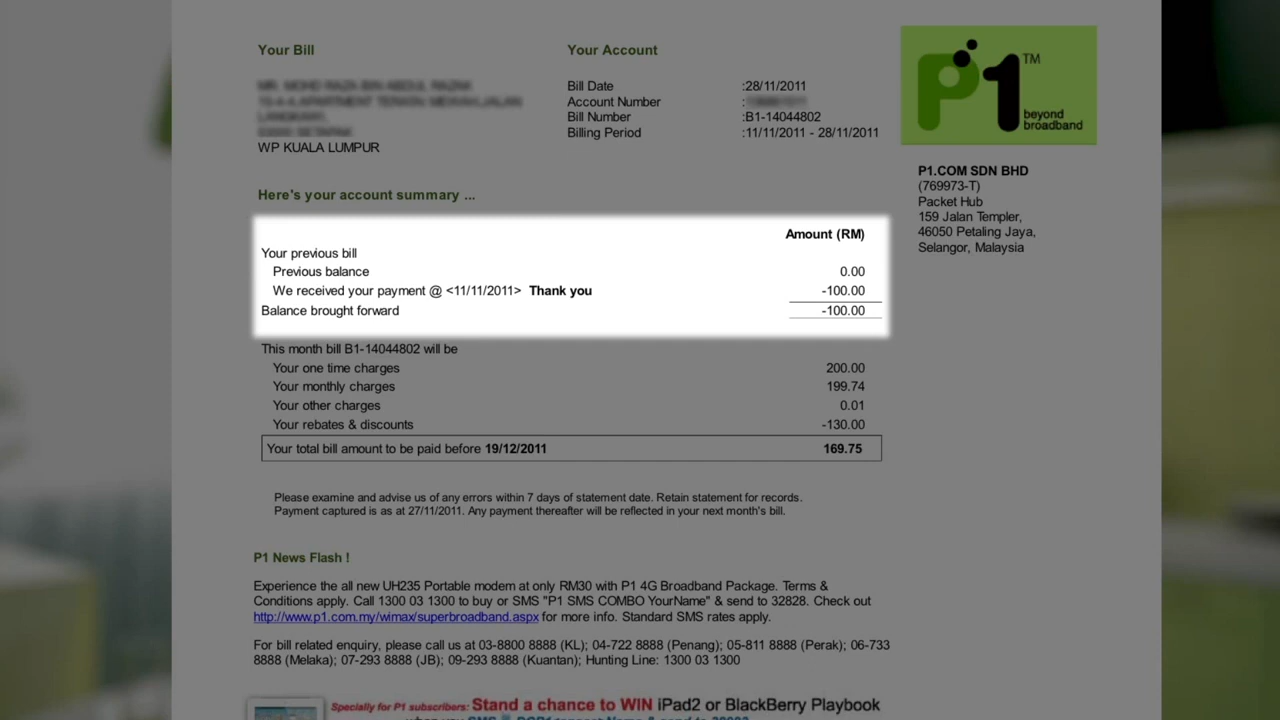 Your Bill
WP KUALA LUMPUR
Your Account
Bill Date :28/11/2011
Account Number :
Bill Number :B1-14044802
Billing Period :11/11/2011 - 28/11/2011
P1 TM
beyond
broadband
P1.COM SDN BHD
(769973-T)
Packet Hub
159 Jalan Templer,
46050 Petaling Jaya,
Selangor, Malaysia
Here's your account summary ...
Amount (RM)
Your previous bill
Previous balance 0.00
We received your payment @ <11/11/2011> Thank you -100.00
Balance brought forward -100.00
This month bill B1-14044802 will be
Your one time charges 200.00
Your monthly charges 199.74
Your other charges 0.01
Your rebates & discounts -130.00
Your total bill amount to be paid before 19/12/2011 169.75
Please examine and advise us of any errors within 7 days of statement date. Retain statement for records.
Payment captured is as at 27/11/2011. Any payment thereafter will be reflected in your next month's bill.
P1 News Flash !
Experience the all new UH235 Portable modem at only RM30 with P1 4G Broadband Package. Terms &
Conditions apply. Call 1300 03 1300 to buy or SMS "P1 SMS COMBO YourName" & send to 32828. Check out
http://www.p1.com.my/wimax/superbroadband.aspx for more info. Standard SMS rates apply.
For bill related enquiry, please call us at 03-8800 8888 (KL); 04-722 8888 (Penang); 05-811 8888 (Perak); 06-733
8888 (Melaka); 07-293 8888 (JB); 09-293 8888 (Kuantan); Hunting Line: 1300 03 1300
Specially for P1 subscribers: Stand a chance to WIN iPad2 or BlackBerry Playbook